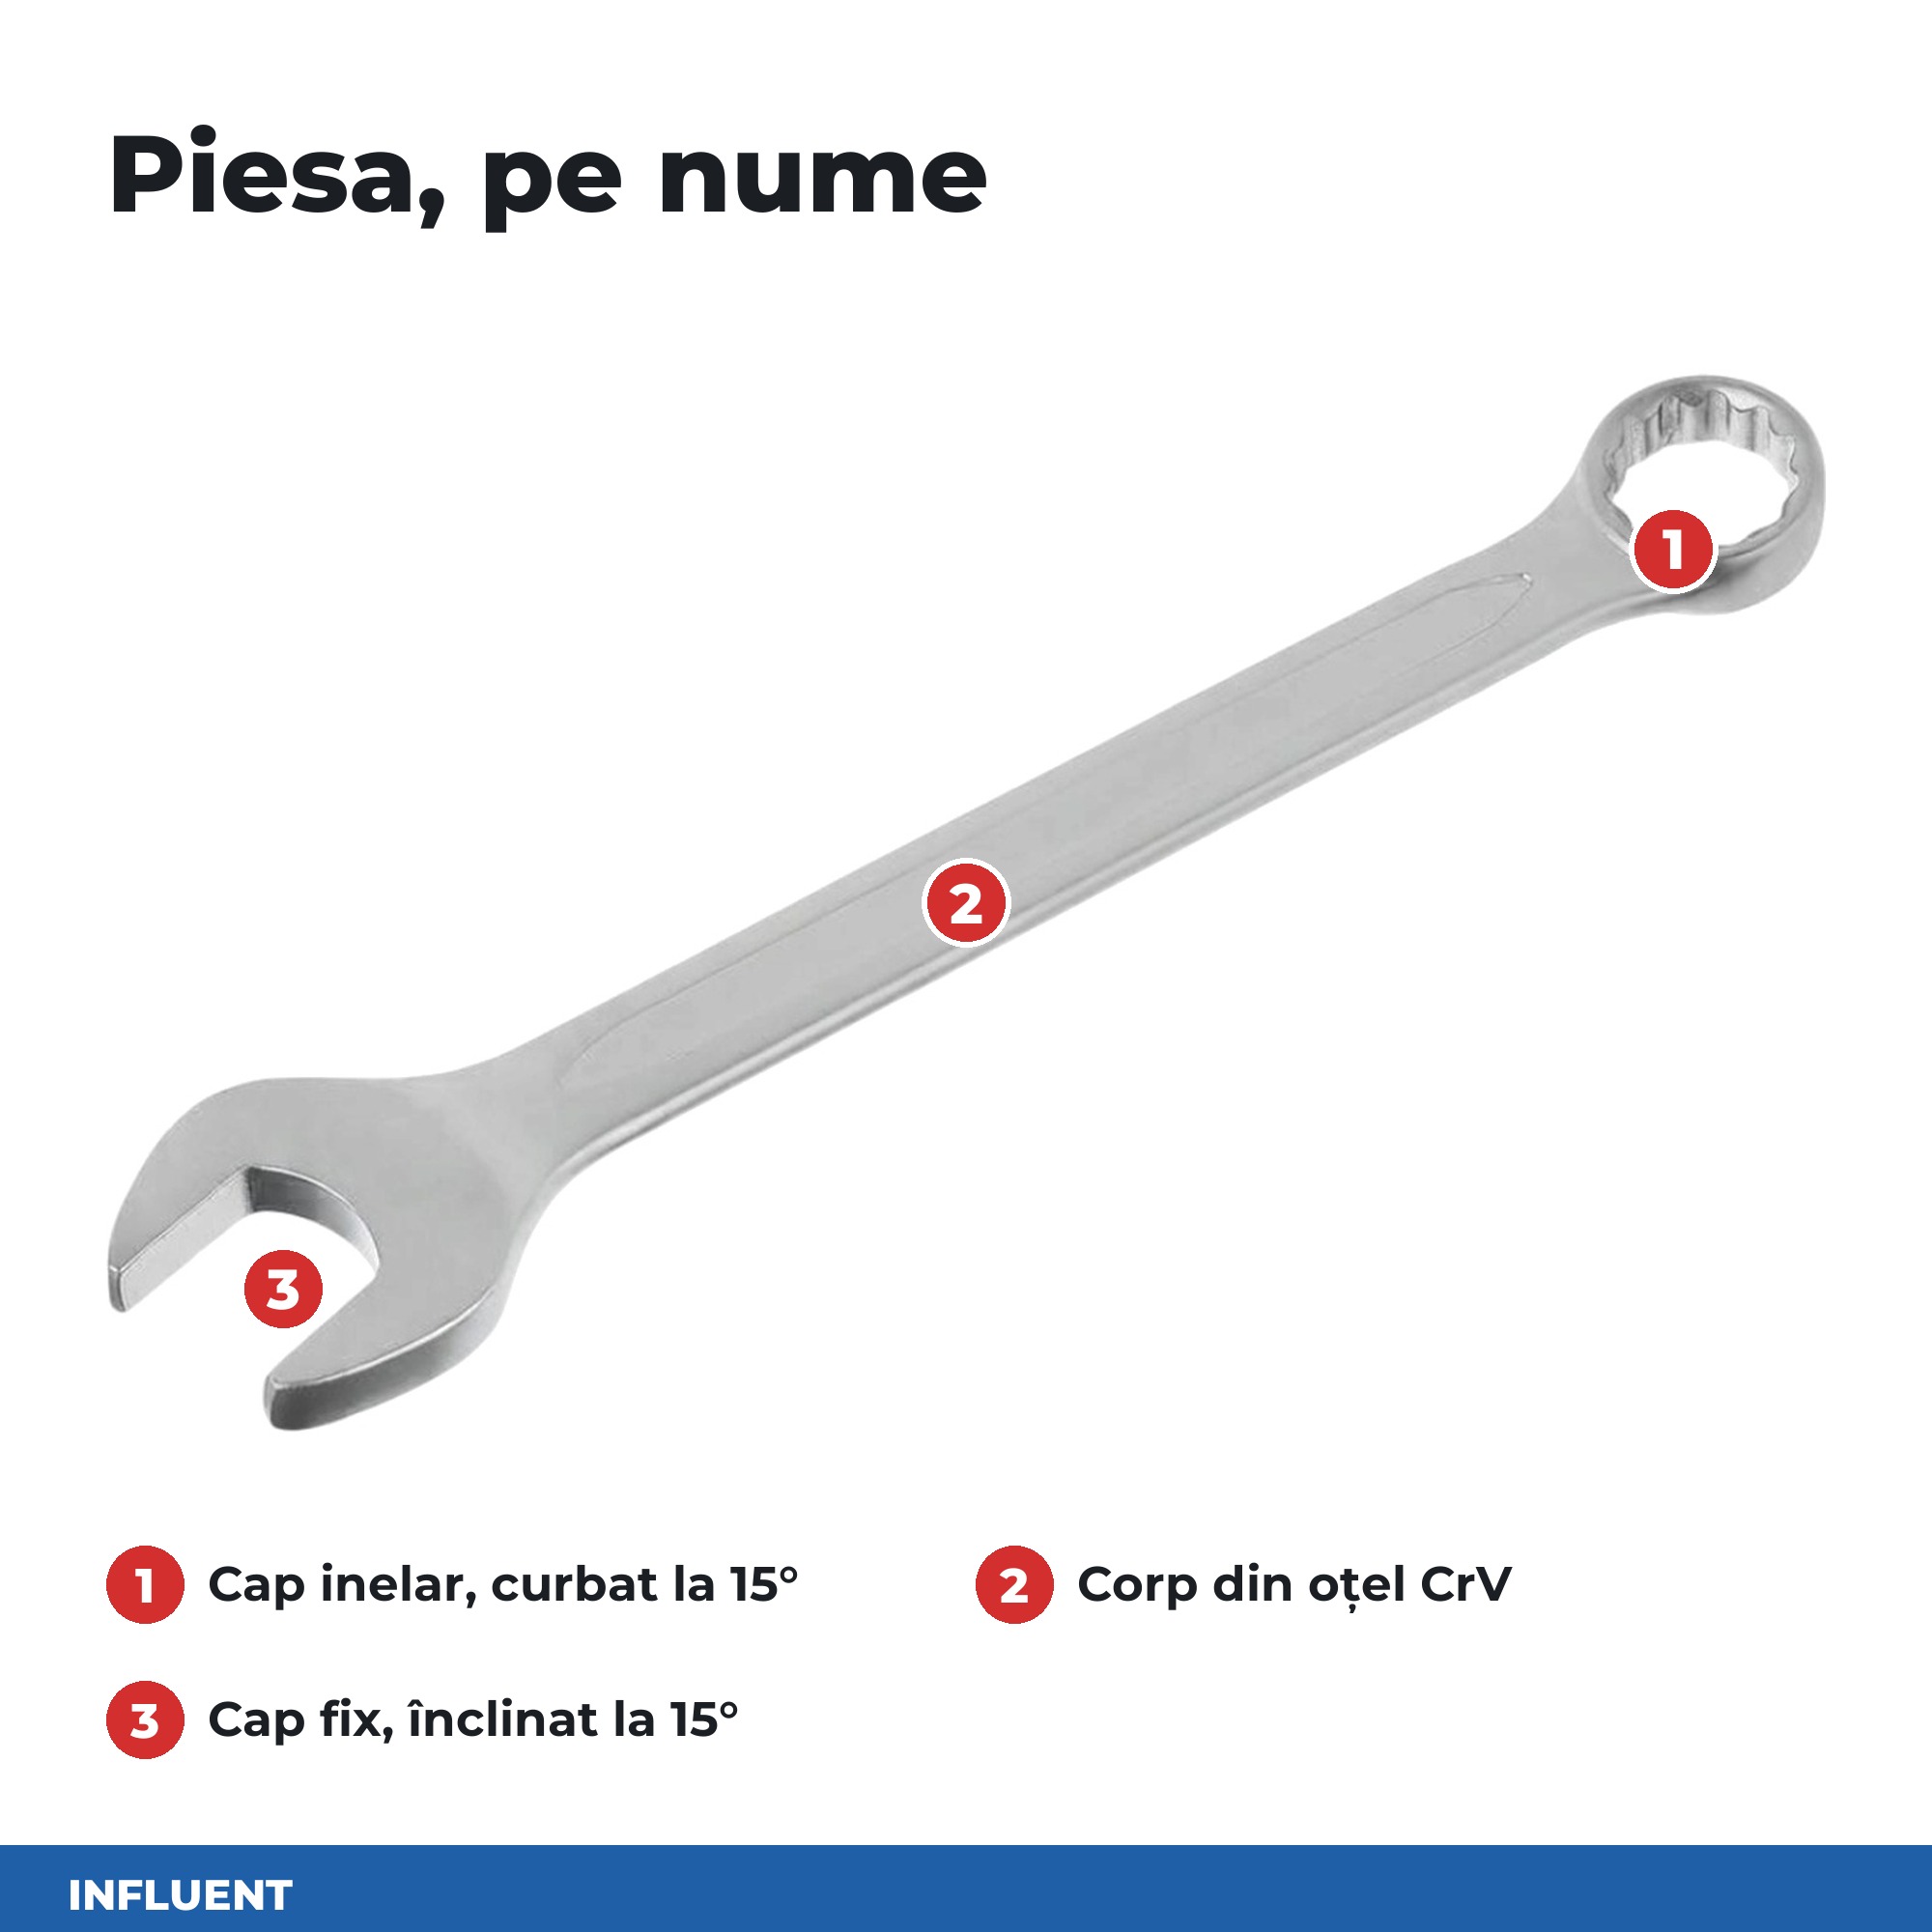 Piesa, pe nume
1
2
3
1 Cap inelar, curbat la 15°
2 Corp din oțel CrV
3 Cap fix, înclinat la 15°
INFLUENT